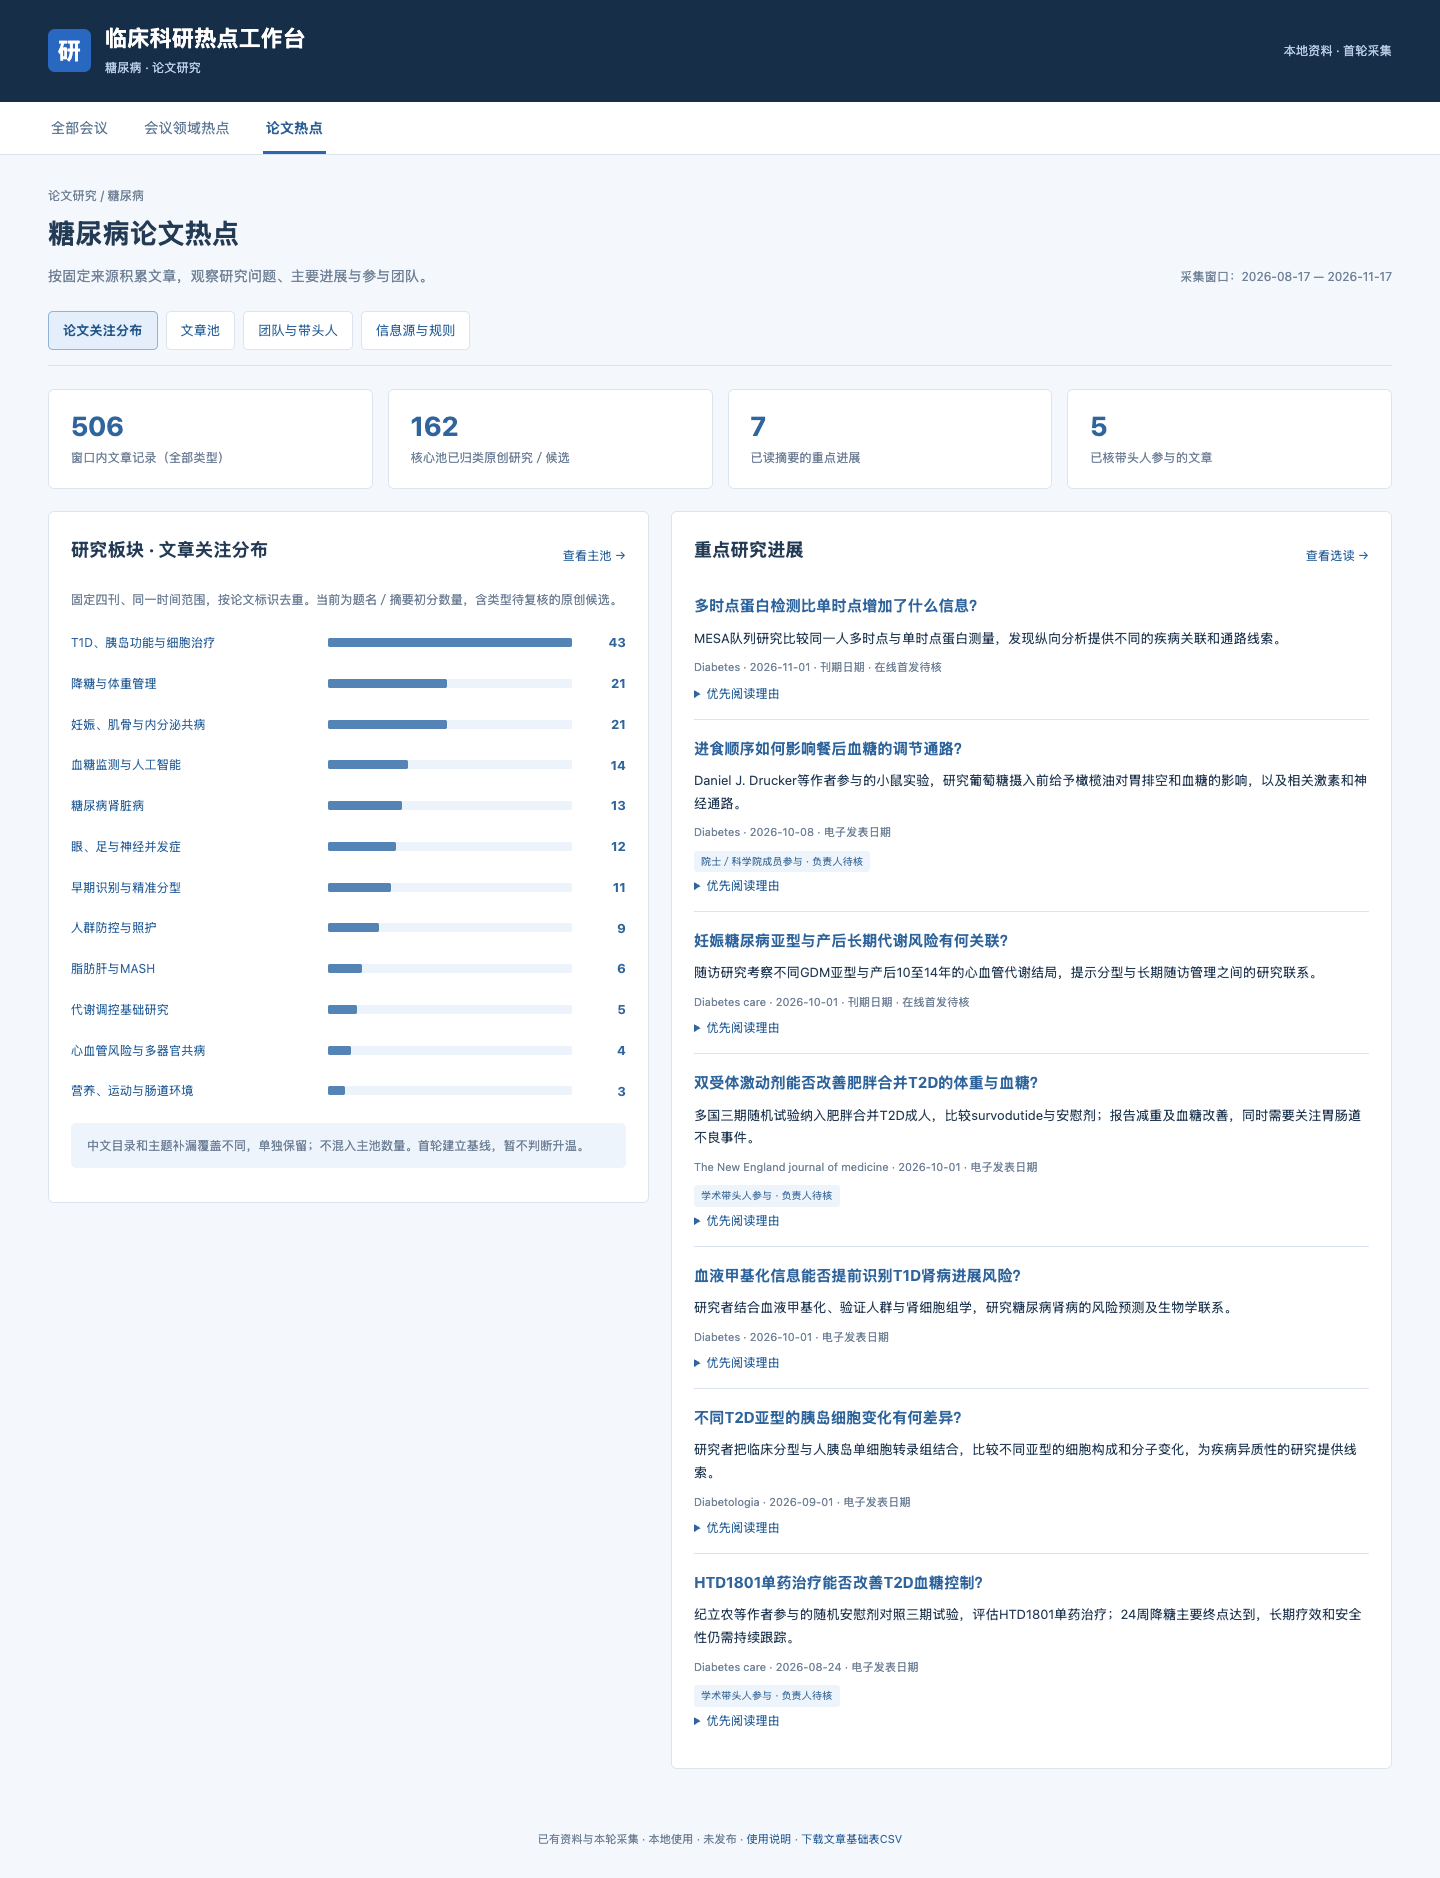 研
临床科研热点工作台
糖尿病 · 论文研究
本地资料 · 首轮采集
全部会议
会议领域热点
论文热点
论文研究 / 糖尿病
糖尿病论文热点
按固定来源积累文章，观察研究问题、主要进展与参与团队。
采集窗口：2026-08-17 — 2026-11-17
论文关注分布
文章池
团队与带头人
信息源与规则
506
窗口内文章记录（全部类型）
162
核心池已归类原创研究 / 候选
7
已读摘要的重点进展
5
已核带头人参与的文章
研究板块 · 文章关注分布
查看主池 →
固定四刊、同一时间范围，按论文标识去重。当前为题名 / 摘要初分数量，含类型待复核的原创候选。
T1D、胰岛功能与细胞治疗 43
降糖与体重管理 21
妊娠、肌骨与内分泌共病 21
血糖监测与人工智能 14
糖尿病肾脏病 13
眼、足与神经并发症 12
早期识别与精准分型 11
人群防控与照护 9
脂肪肝与MASH 6
代谢调控基础研究 5
心血管风险与多器官共病 4
营养、运动与肠道环境 3
中文目录和主题补漏覆盖不同，单独保留；不混入主池数量。首轮建立基线，暂不判断升温。
重点研究进展
查看选读 →
多时点蛋白检测比单时点增加了什么信息？
MESA队列研究比较同一人多时点与单时点蛋白测量，发现纵向分析提供不同的疾病关联和通路线索。
Diabetes · 2026-11-01 · 刊期日期 · 在线首发待核
▶ 优先阅读理由
进食顺序如何影响餐后血糖的调节通路？
Daniel J. Drucker等作者参与的小鼠实验，研究葡萄糖摄入前给予橄榄油对胃排空和血糖的影响，以及相关激素和神
经通路。
Diabetes · 2026-10-08 · 电子发表日期
院士 / 科学院成员参与 · 负责人待核
▶ 优先阅读理由
妊娠糖尿病亚型与产后长期代谢风险有何关联？
随访研究考察不同GDM亚型与产后10至14年的心血管代谢结局，提示分型与长期随访管理之间的研究联系。
Diabetes care · 2026-10-01 · 刊期日期 · 在线首发待核
▶ 优先阅读理由
双受体激动剂能否改善肥胖合并T2D的体重与血糖？
多国三期随机试验纳入肥胖合并T2D成人，比较survodutide与安慰剂；报告减重及血糖改善，同时需要关注胃肠道
不良事件。
The New England journal of medicine · 2026-10-01 · 电子发表日期
学术带头人参与 · 负责人待核
▶ 优先阅读理由
血液甲基化信息能否提前识别T1D肾病进展风险？
研究者结合血液甲基化、验证人群与肾细胞组学，研究糖尿病肾病的风险预测及生物学联系。
Diabetes · 2026-10-01 · 电子发表日期
▶ 优先阅读理由
不同T2D亚型的胰岛细胞变化有何差异？
研究者把临床分型与人胰岛单细胞转录组结合，比较不同亚型的细胞构成和分子变化，为疾病异质性的研究提供线
索。
Diabetologia · 2026-09-01 · 电子发表日期
▶ 优先阅读理由
HTD1801单药治疗能否改善T2D血糖控制？
纪立农等作者参与的随机安慰剂对照三期试验，评估HTD1801单药治疗；24周降糖主要终点达到，长期疗效和安全
性仍需持续跟踪。
Diabetes care · 2026-08-24 · 电子发表日期
学术带头人参与 · 负责人待核
▶ 优先阅读理由
已有资料与本轮采集 · 本地使用 · 未发布 · 使用说明 · 下载文章基础表CSV